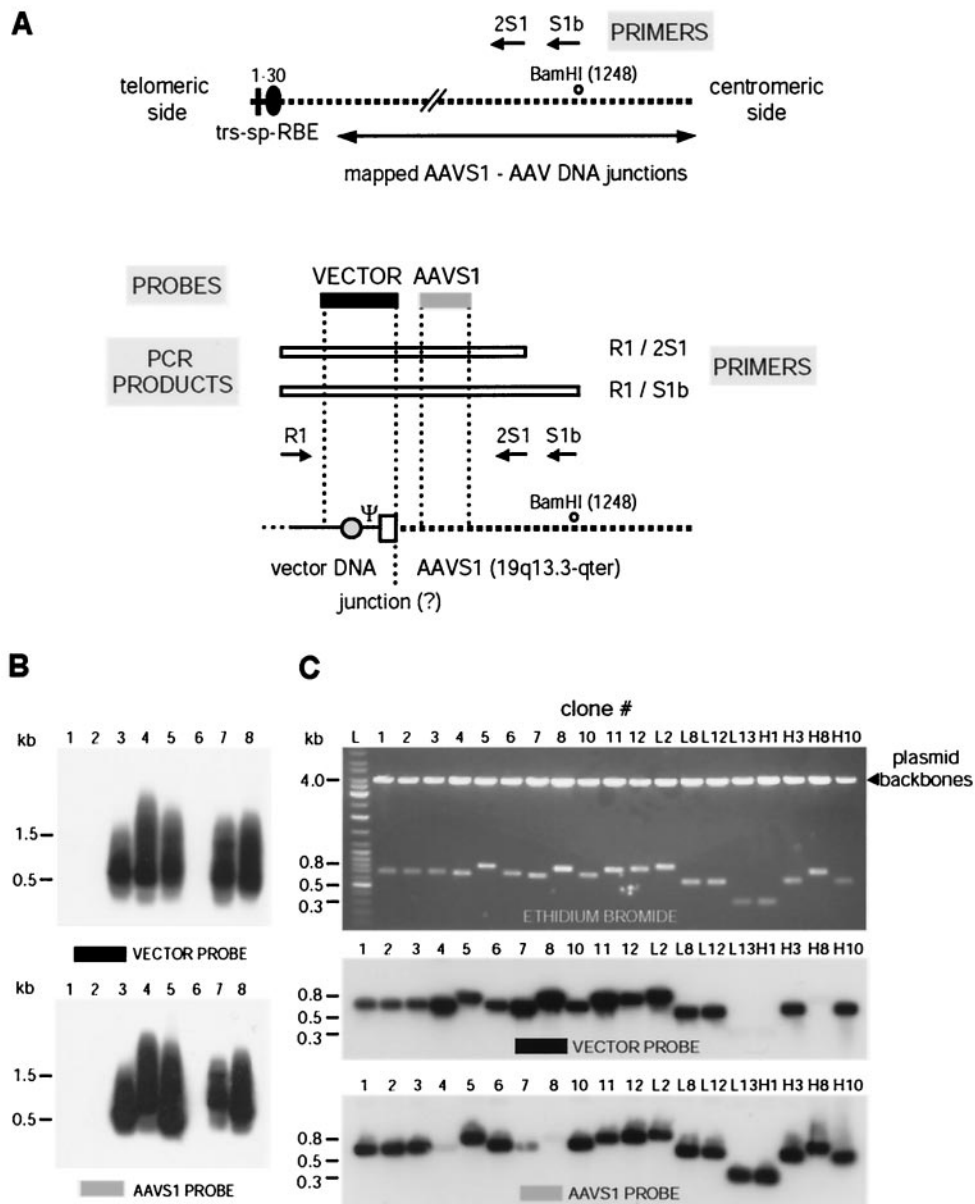 A
2S1 S1b PRIMERS
1-30 BamHI (1248)
telomeric side
centromeric side
trs-sp-RBE
mapped AAVS1 - AAV DNA junctions
PROBES
VECTOR AAVS1
PCR PRODUCTS
R1 / 2S1
R1 / S1b
PRIMERS
R1 2S1 S1b
BamHI (1248)
Ψ
vector DNA AAVS1 (19q13.3-qter)
junction (?)
B
kb 1 2 3 4 5 6 7 8
1.5
0.5
VECTOR PROBE
kb 1 2 3 4 5 6 7 8
1.5
0.5
AAVS1 PROBE
C
clone #
kb L 1 2 3 4 5 6 7 8 10 11 12 L2 L8 L12 L13 H1 H3 H8 H10
4.0
plasmid backbones
0.8
0.5
0.3
ETHIDIUM BROMIDE
1 2 3 4 5 6 7 8 10 11 12 L2 L8 L12 L13 H1 H3 H8 H10
0.8
0.5
0.3
VECTOR PROBE
1 2 3 4 5 6 7 8 10 11 12 L2 L8 L12 L13 H1 H3 H8 H10
0.8
0.5
0.3
AAVS1 PROBE